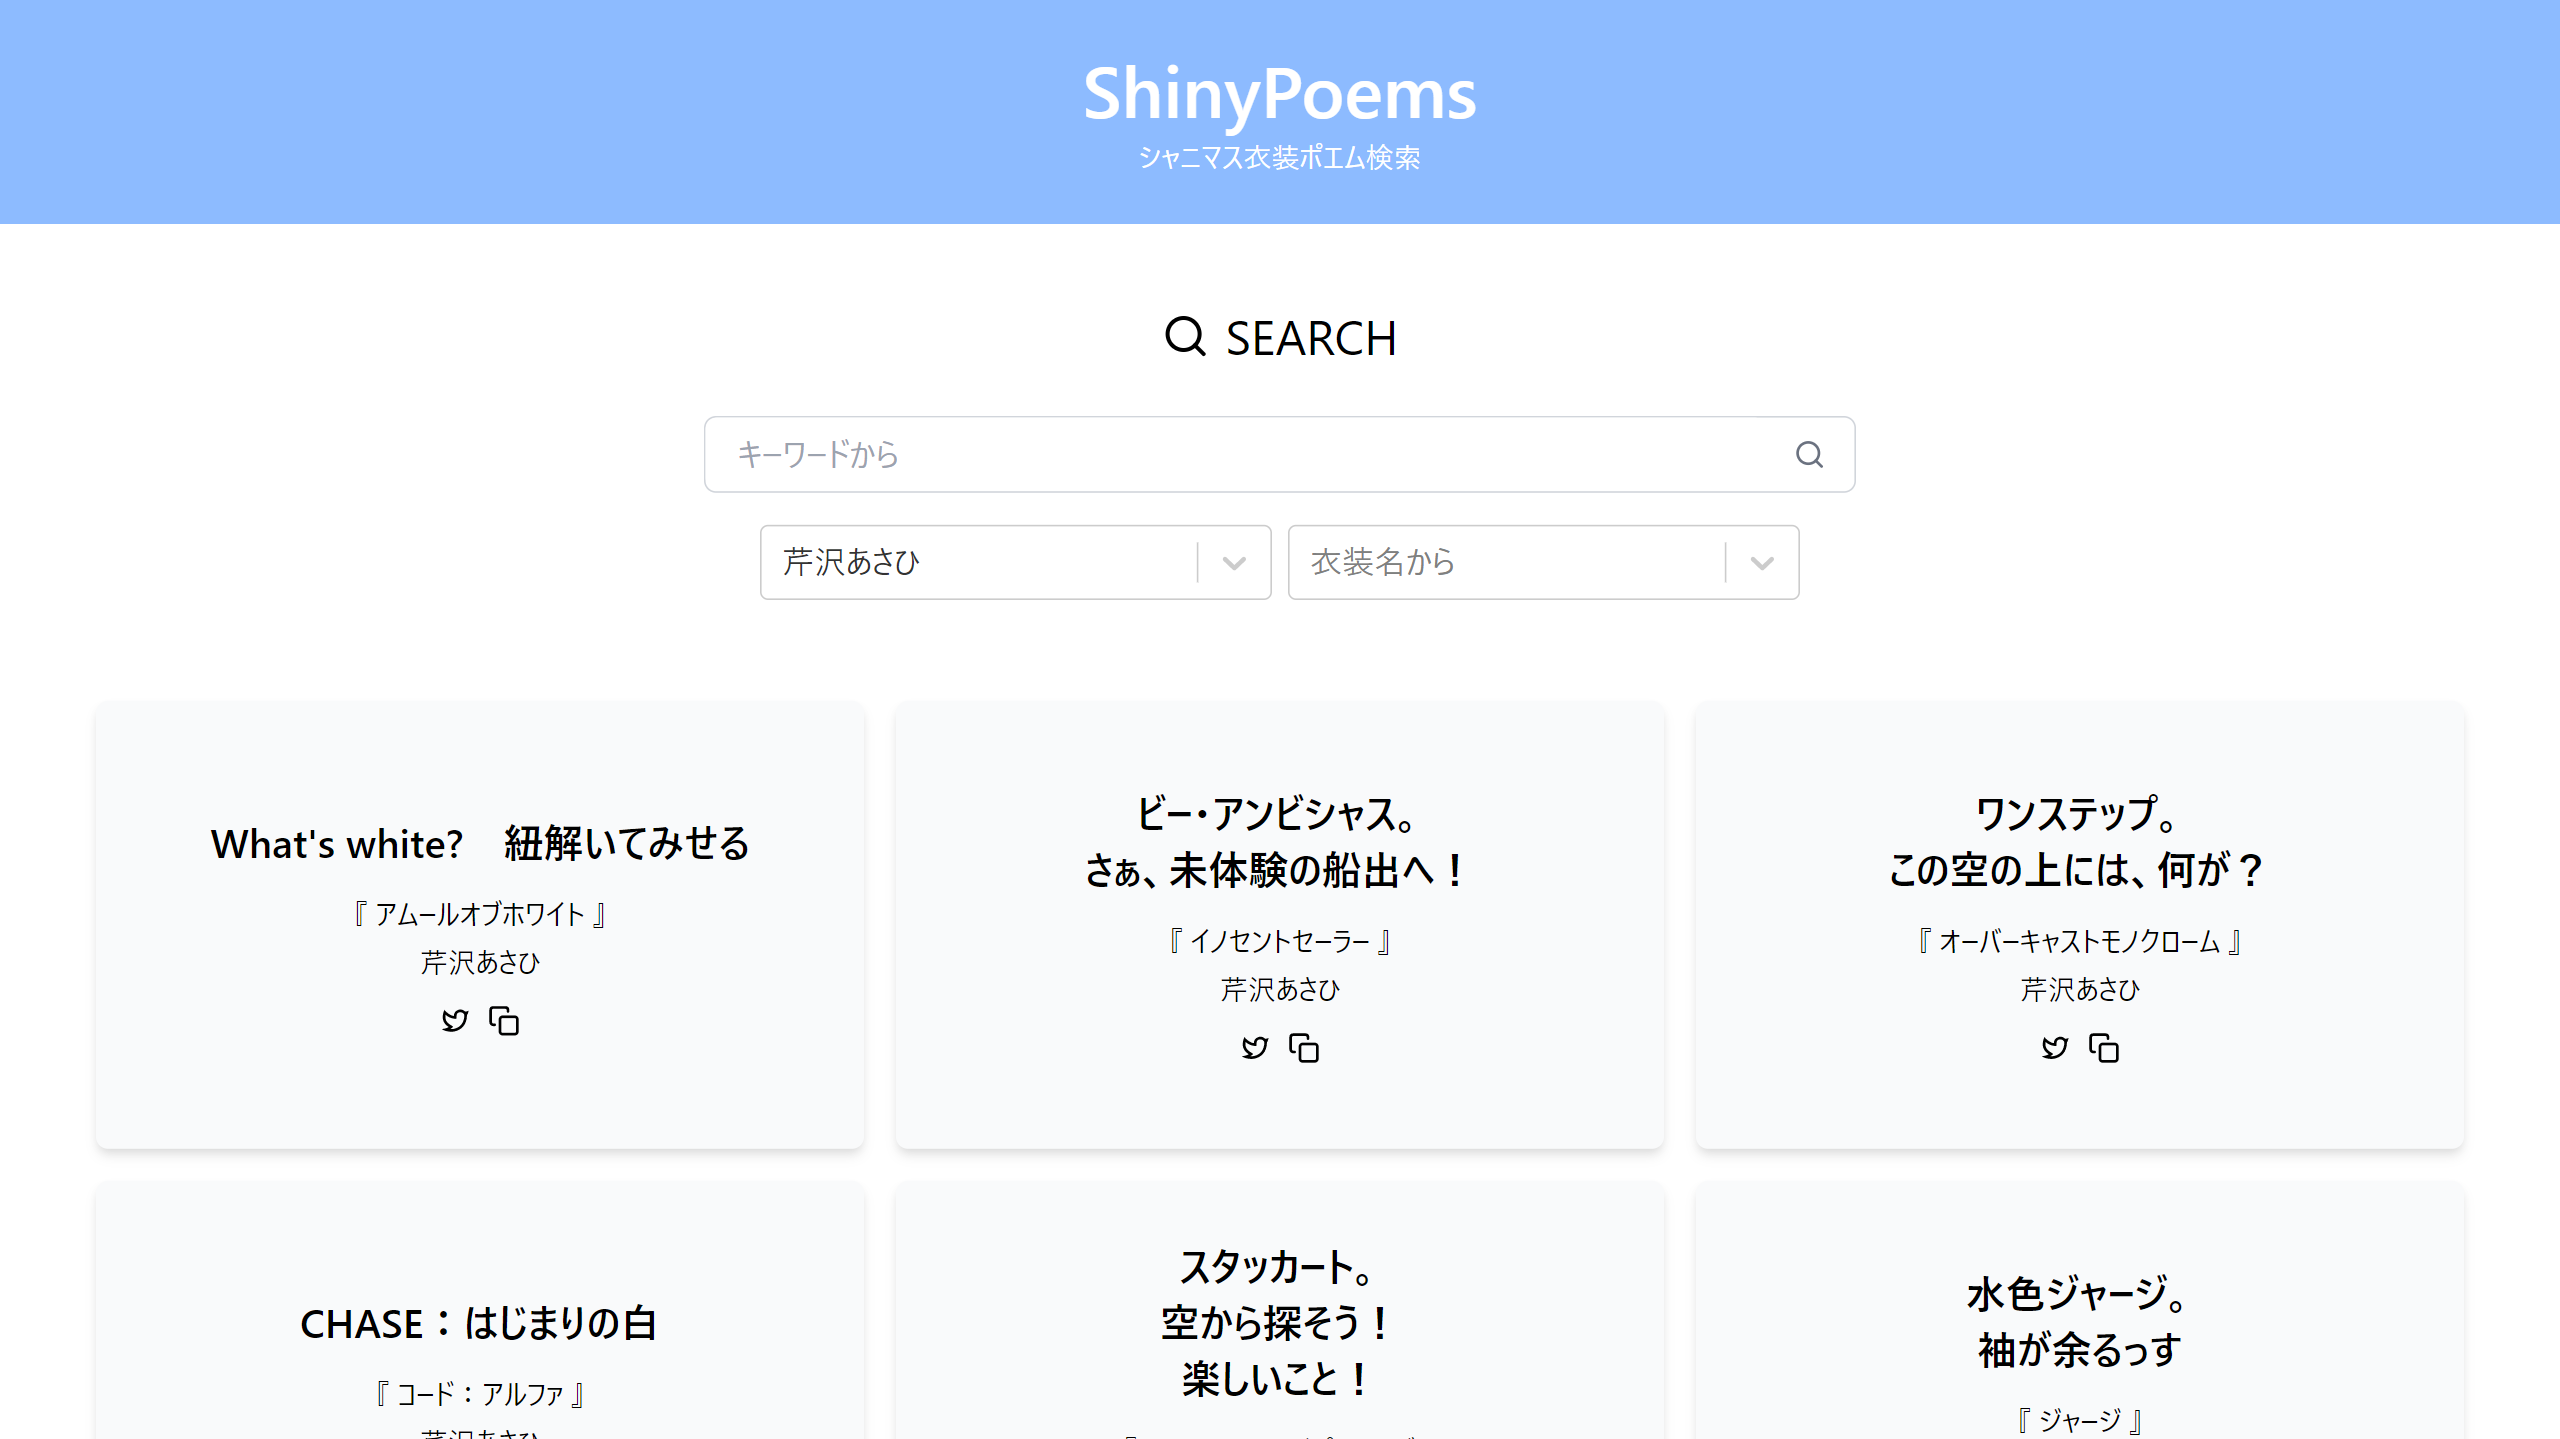 ShinyPoems
シャニマス衣装ポエム検索
SEARCH
キーワードから
芹沢あさひ
衣装名から
What's white?　紐解いてみせる
『 アムールオブホワイト 』
芹沢あさひ
ビー・アンビシャス。
さぁ、未体験の船出へ！
『 イノセントセーラー 』
芹沢あさひ
ワンステップ。
この空の上には、何が？
『 オーバーキャストモノクローム 』
芹沢あさひ
CHASE：はじまりの白
『 コード：アルファ 』
芹沢あさひ
スタッカート。
空から探そう！
楽しいこと！
水色ジャージ。
袖が余るっす
『 ジャージ 』